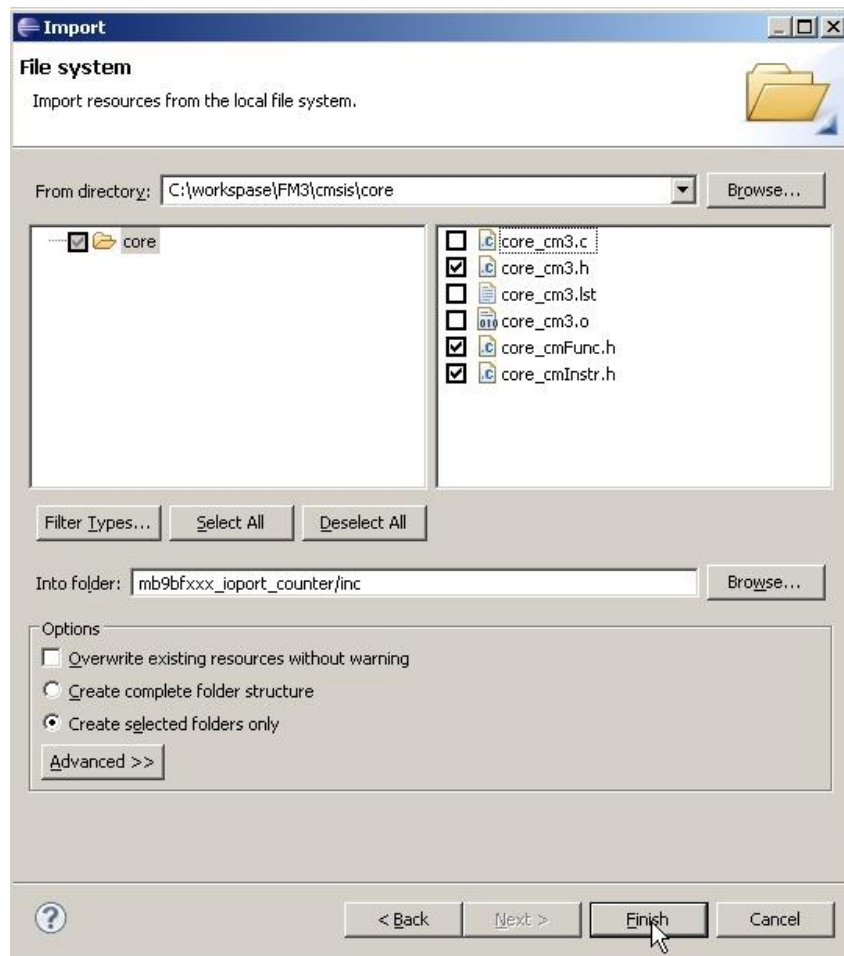 Import
File system
Import resources from the local file system.
From directory: C:\workspase\FM3\cmsis\core
Browse...
core
core_cm3.c
core_cm3.h
core_cm3.lst
010 core_cm3.o
core_cmFunc.h
core_cmInstr.h
Filter Types...
Select All
Deselect All
Into folder: mb9bfxxx_ioport_counter/inc
Browse...
Options
Overwrite existing resources without warning
Create complete folder structure
Create selected folders only
Advanced >>
?
< Back
Next >
Finish
Cancel